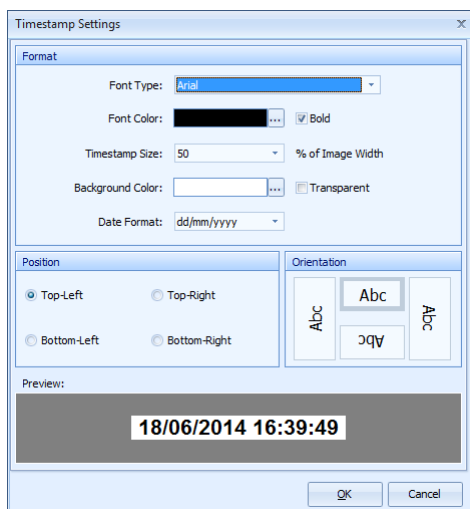 Timestamp Settings x
Format
Font Type: Arial
Font Color: ... Bold
Timestamp Size: 50 % of Image Width
Background Color: ... Transparent
Date Format: dd/mm/yyyy
Position
Top-Left Top-Right
Bottom-Left Bottom-Right
Orientation
Abc
Abc
Abc
Abc
Preview:
18/06/2014 16:39:49
OK Cancel